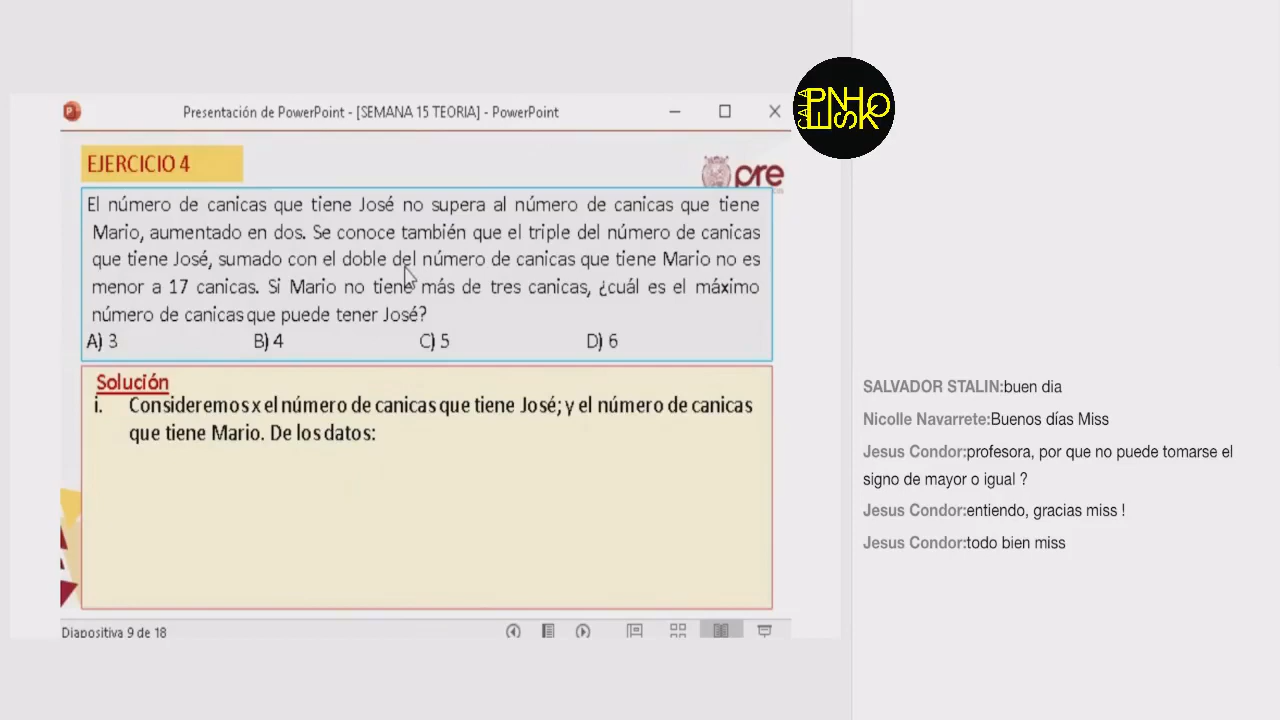 Presentación de PowerPoint - [SEMANA 15 TEORIA] - PowerPoint
CALA
PNH
ESKO
EJERCICIO 4
pre
El número de canicas que tiene José no supera al número de canicas que tiene
Mario, aumentado en dos. Se conoce también que el triple del número de canicas
que tiene José, sumado con el doble del número de canicas que tiene Mario no es
menor a 17 canicas. Si Mario no tiene más de tres canicas, ¿cuál es el máximo
número de canicas que puede tener José?
A) 3 B) 4 C) 5 D) 6
Solución
i. Consideremos x el número de canicas que tiene José; y el número de canicas
que tiene Mario. De los datos:
Diapositiva 9 de 18
SALVADOR STALIN:buen dia
Nicolle Navarrete:Buenos días Miss
Jesus Condor:profesora, por que no puede tomarse el
signo de mayor o igual ?
Jesus Condor:entiendo, gracias miss !
Jesus Condor:todo bien miss